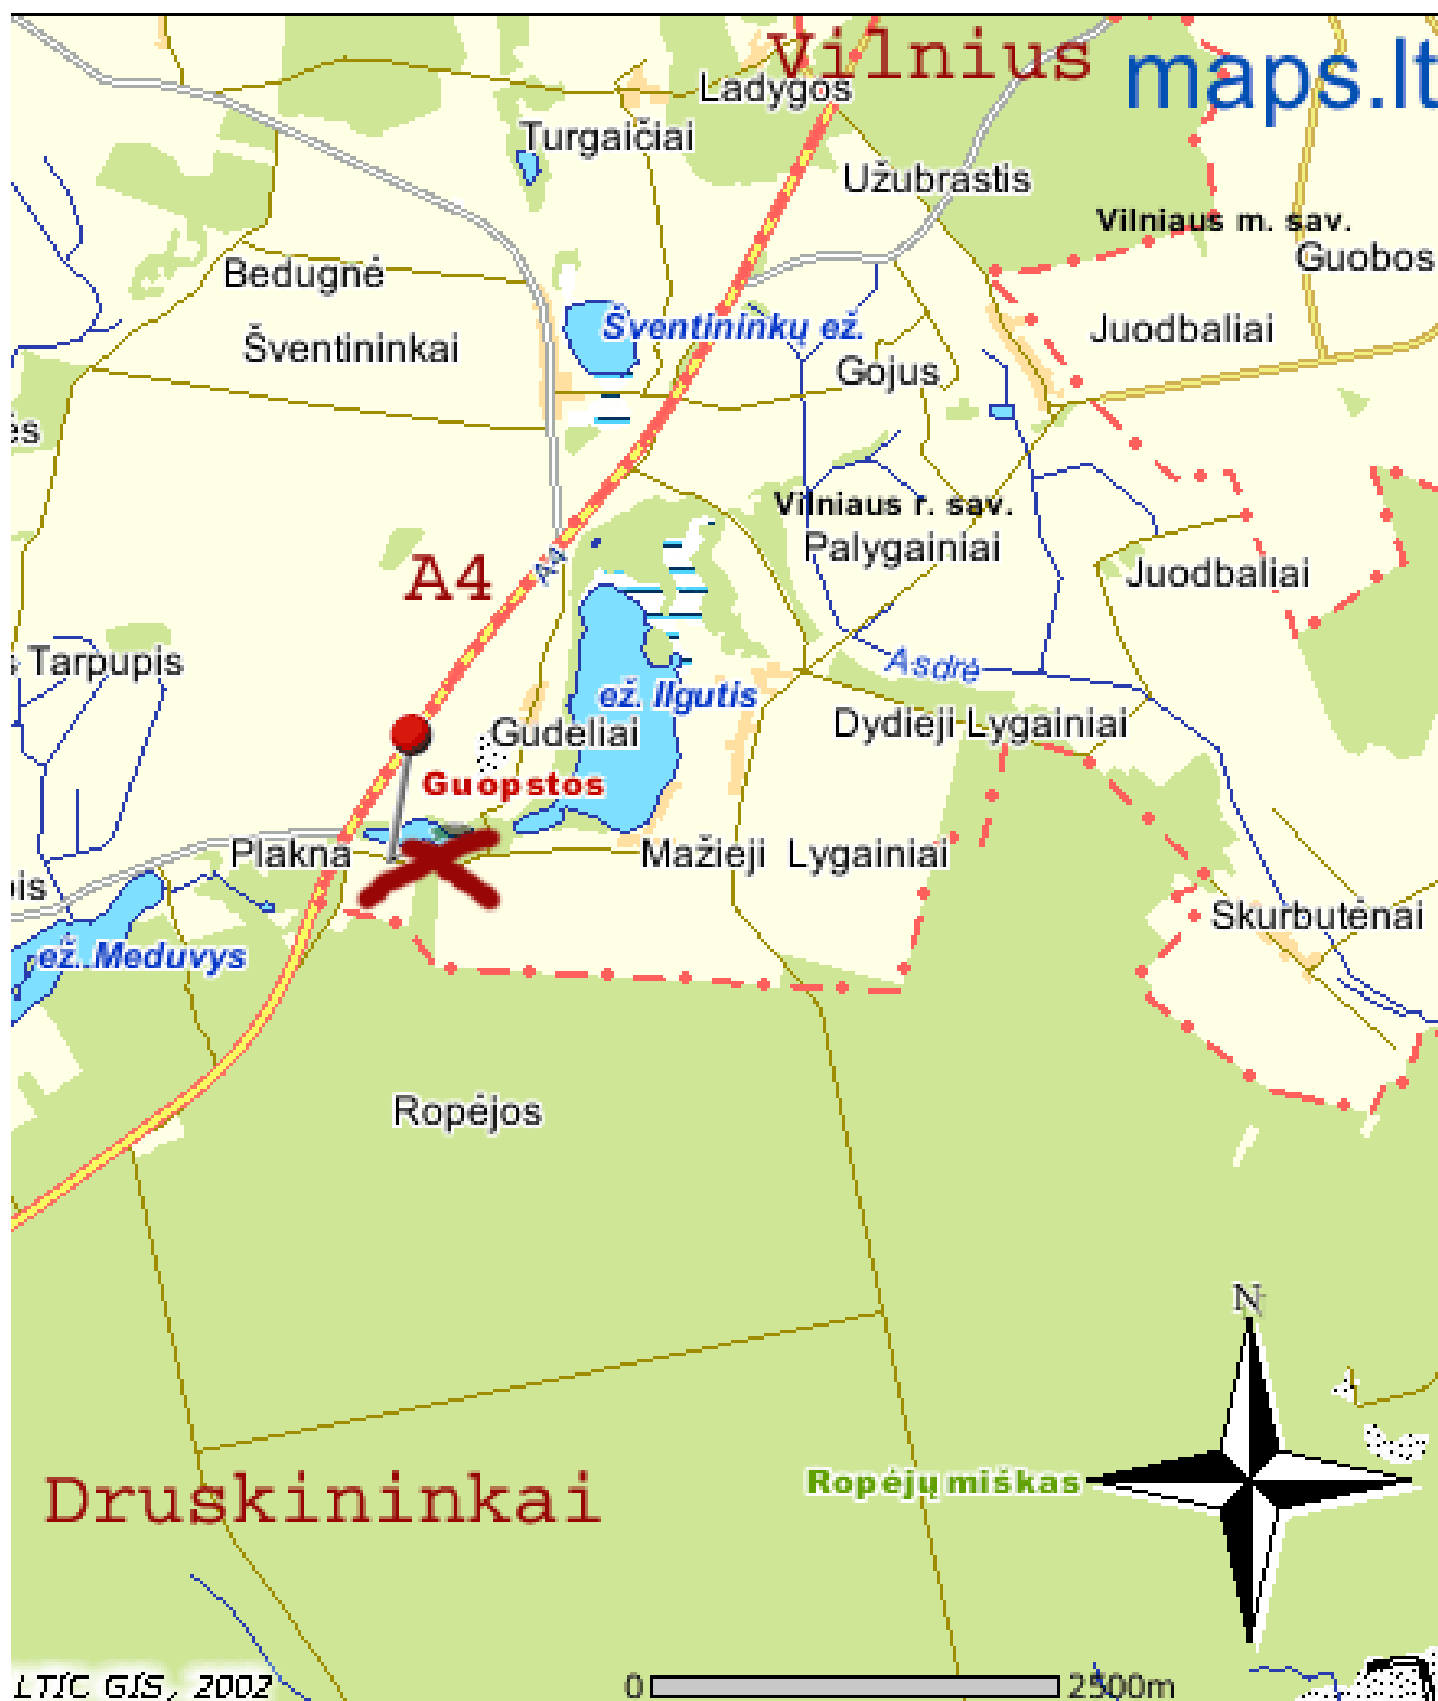 Vilnius
maps.lt
Ladygos
Turgaičiai
Užubrastis
Vilniaus m. sav.
Guobos
Bedugnė
Šventininkų ež.
Juodbaliai
Šventininkai
Gojus
ės
Vilniaus r. sav.
Palygainiai
A4
A4
Juodbaliai
Tarpupis
Asdrė
ež. Ilgutis
Dydieji Lygainiai
Gudeliai
Guopstos
Plakna
Mažieji Lygainiai
is
Skurbutėnai
ež. Meduvys
Ropėjos
N
Ropėjų miškas
Druskininkai
LTIC GIS, 2002
0 2500m